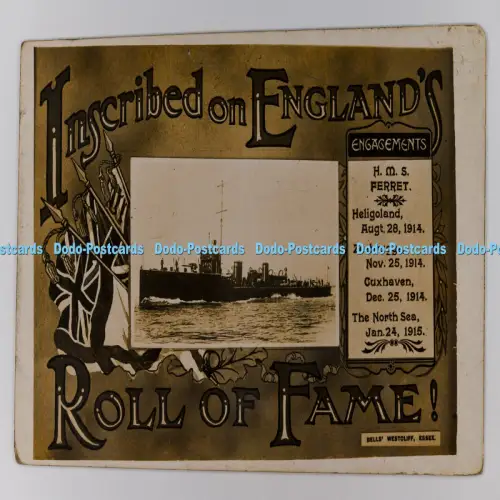 Inscribed on ENGLAND'S
ENGAGEMENTS
H. M. S.
FERRET.
Heligoland,
Augt. 28, 1914.
Nov. 25, 1914.
Cuxhaven,
Dec. 25, 1914.
The North Sea,
Jan. 24, 1915.
ROLL OF FAME!
BELLS' WESTCLIFF, ESSEX.
Dodo-Postcards Dodo-Postcards Dodo-Postcards Dodo-Postcards Dodo-Postcards